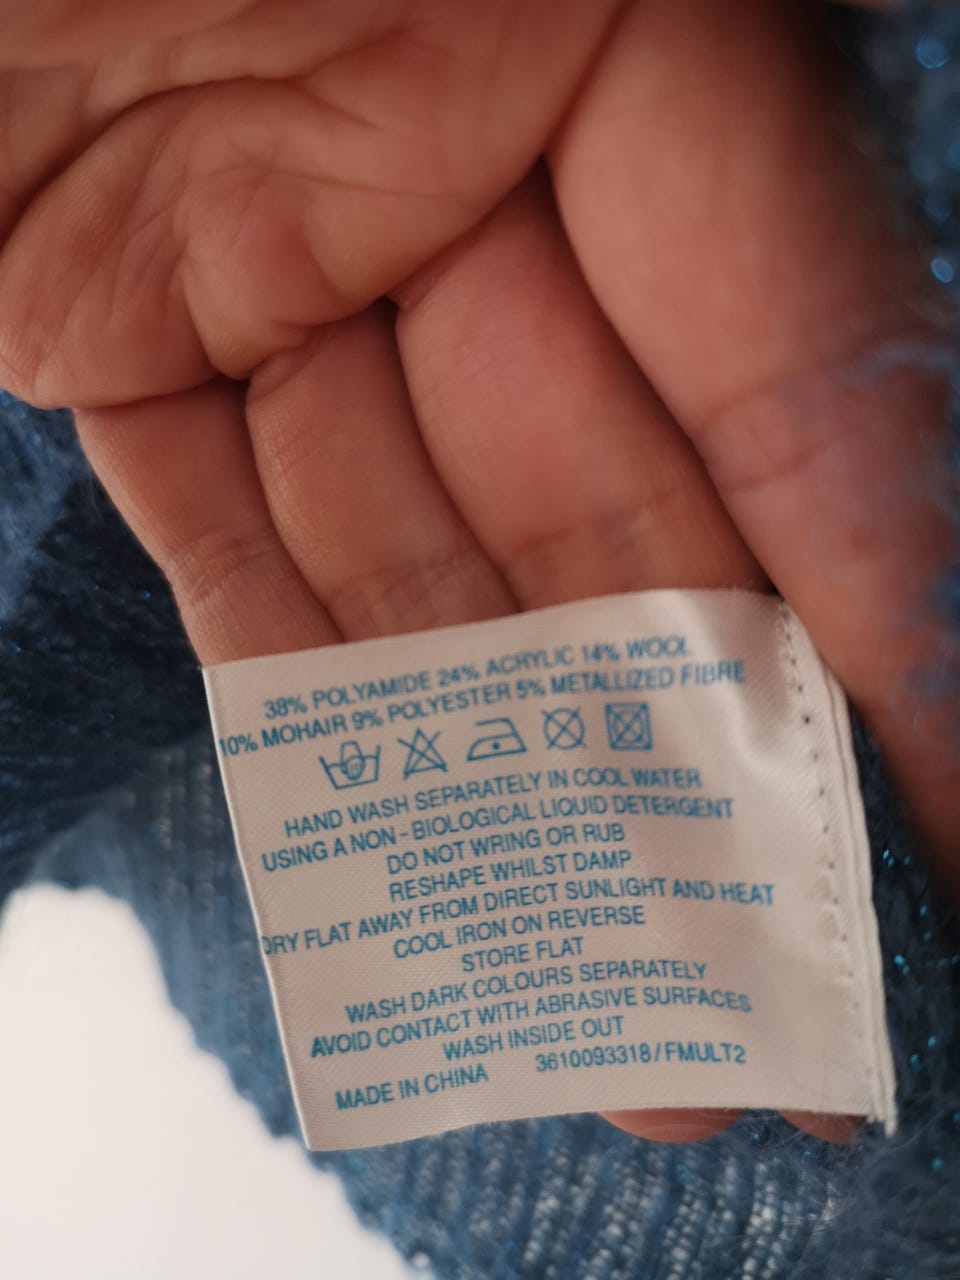 38% POLYAMIDE 24% ACRYLIC 14% WOOL
10% MOHAIR 9% POLYESTER 5% METALLIZED FIBRE
HAND WASH SEPARATELY IN COOL WATER
USING A NON - BIOLOGICAL LIQUID DETERGENT
DO NOT WRING OR RUB
RESHAPE WHILST DAMP
DRY FLAT AWAY FROM DIRECT SUNLIGHT AND HEAT
COOL IRON ON REVERSE
STORE FLAT
WASH DARK COLOURS SEPARATELY
AVOID CONTACT WITH ABRASIVE SURFACES
WASH INSIDE OUT
MADE IN CHINA 3610093318/FMULT2